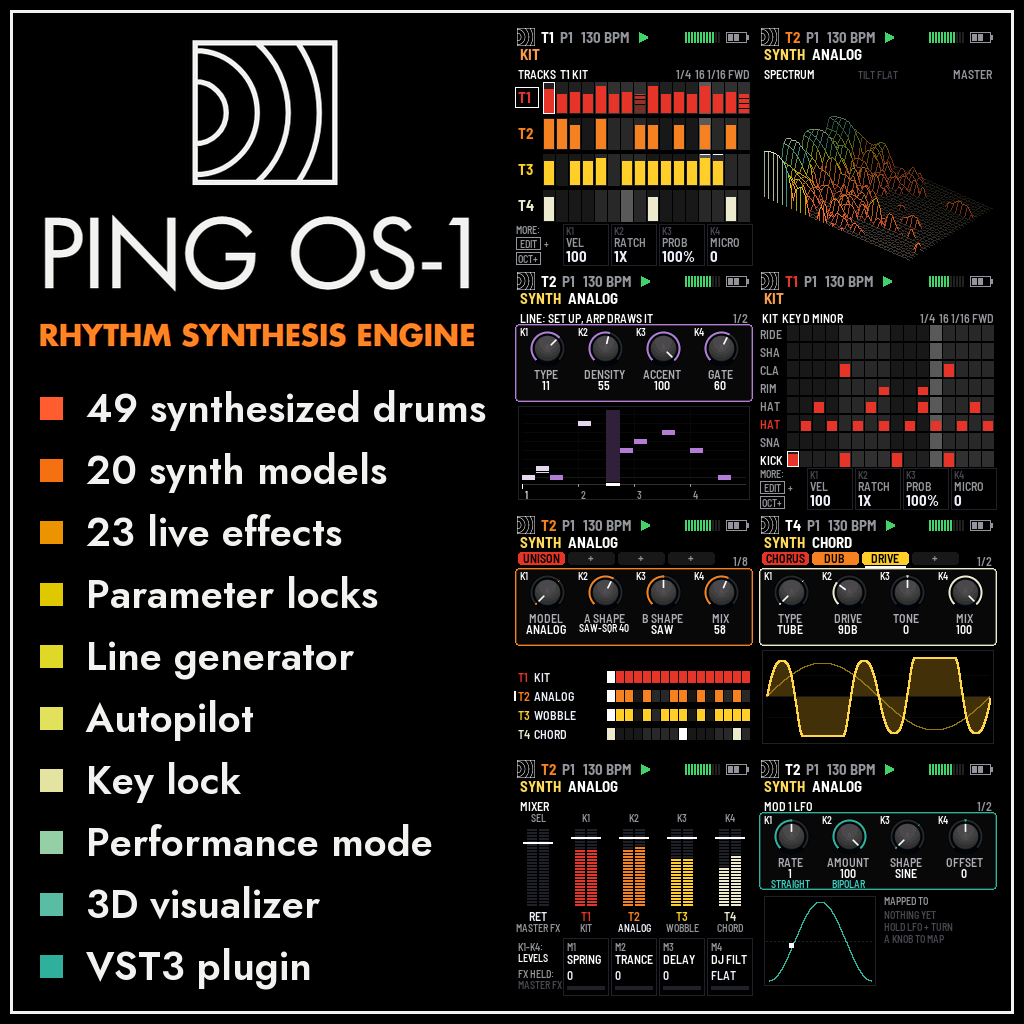 PING OS-1
RHYTHM SYNTHESIS ENGINE
49 synthesized drums
20 synth models
23 live effects
Parameter locks
Line generator
Autopilot
Key lock
Performance mode
3D visualizer
VST3 plugin
T1 P1 130 BPM
KIT
TRACKS T1 KIT 1/4 16 1/16 FWD
T1
T2
T3
T4
MORE: K1 K2 K3 K4
EDIT + VEL RATCH PROB MICRO
OCT+ 100 1X 100% 0
T2 P1 130 BPM
SYNTH ANALOG
SPECTRUM TILT FLAT MASTER
T2 P1 130 BPM
SYNTH ANALOG
LINE: SET UP, ARP DRAWS IT 1/2
K1 K2 K3 K4
TYPE DENSITY ACCENT GATE
11 55 100 60
1 2 3 4
T1 P1 130 BPM
KIT
KIT KEY D MINOR 1/4 16 1/16 FWD
RIDE
SHA
CLA
RIM
HAT
HAT
SNA
KICK
MORE: K1 K2 K3 K4
EDIT + VEL RATCH PROB MICRO
OCT+ 100 1X 100% 0
T2 P1 130 BPM
SYNTH ANALOG
UNISON + + + 1/8
K1 K2 K3 K4
MODEL A SHAPE B SHAPE MIX
ANALOG SAW-SQR 40 SAW 58
T1 KIT
T2 ANALOG
T3 WOBBLE
T4 CHORD
T4 P1 130 BPM
SYNTH CHORD
CHORUS DUB DRIVE + 1/2
K1 K2 K3 K4
TYPE DRIVE TONE MIX
TUBE 9DB 0 100
T2 P1 130 BPM
SYNTH ANALOG
MIXER
SEL K1 K2 K3 K4
RET T1 T2 T3 T4
MASTER FX KIT ANALOG WOBBLE CHORD
K1-K4: M1 M2 M3 M4
LEVELS SPRING TRANCE DELAY DJ FILT
FX HELD: 0 0 0 FLAT
MASTER FX
T2 P1 130 BPM
SYNTH ANALOG
MOD 1 LFO 1/2
K1 K2 K3 K4
RATE AMOUNT SHAPE OFFSET
1 100 SINE 0
STRAIGHT BIPOLAR
MAPPED TO
NOTHING YET
HOLD LFO + TURN
A KNOB TO MAP